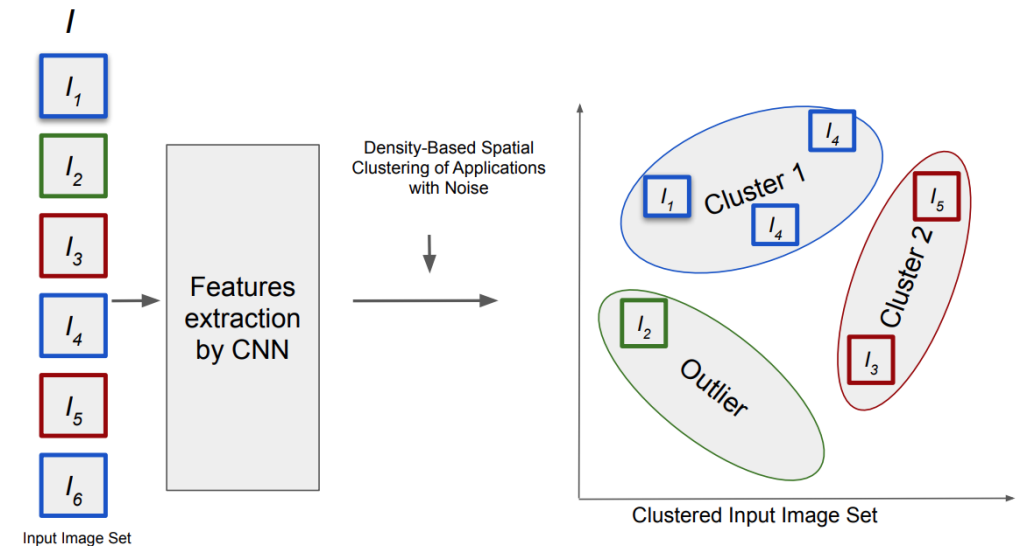 I
I1
I2
I3
I4
I5
I6
Input Image Set
Features
extraction
by CNN
Density-Based Spatial
Clustering of Applications
with Noise
I4
I1
Cluster 1
I4
I5
Cluster 2
I3
I2
Outlier
Clustered Input Image Set